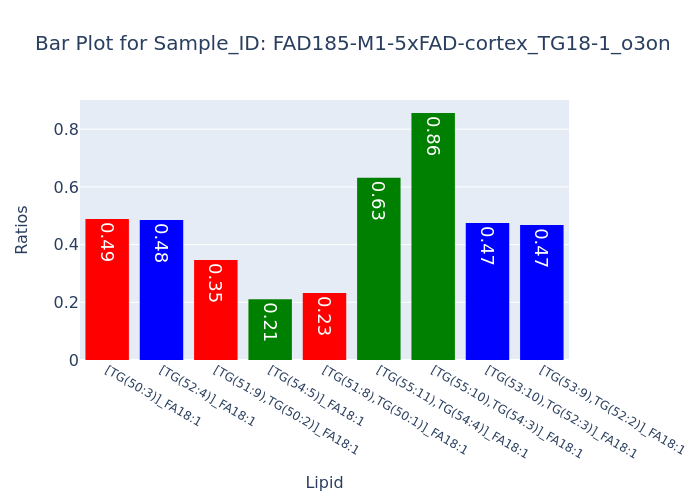 Bar Plot for Sample_ID: FAD185-M1-5xFAD-cortex_TG18-1_o3on
Ratios
0.8
0.6
0.4
0.2
0
0.49
0.48
0.35
0.21
0.23
0.63
0.86
0.47
0.47
[TG(50:3)]_FA18:1
[TG(52:4)]_FA18:1
[TG(51:9),TG(50:2)]_FA18:1
[TG(54:5)]_FA18:1
[TG(51:8),TG(50:1)]_FA18:1
[TG(55:11),TG(54:4)]_FA18:1
[TG(55:10),TG(54:3)]_FA18:1
[TG(53:10),TG(52:3)]_FA18:1
[TG(53:9),TG(52:2)]_FA18:1
Lipid